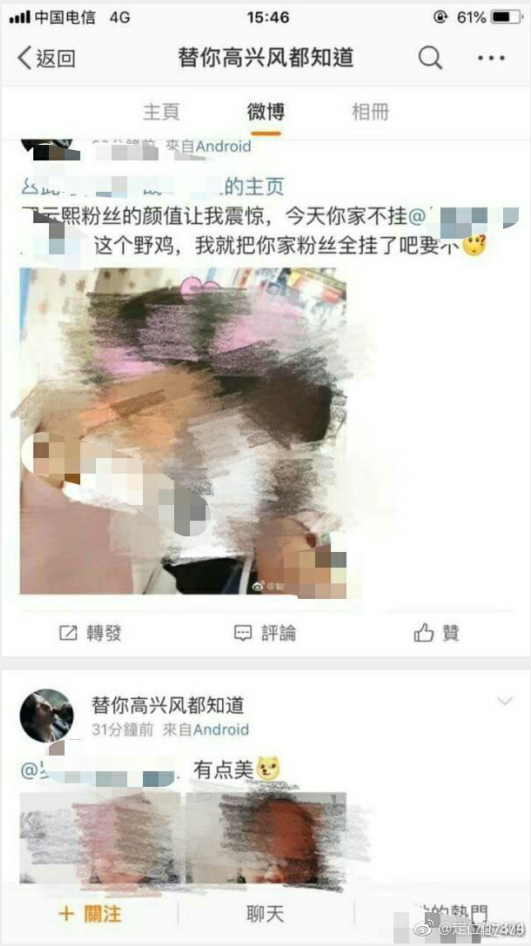 中国电信 4G 15:46 61%
返回 替你高兴风都知道
主頁 微博 相冊
來自Android
的主页
云熙粉丝的颜值让我震惊，今天你家不挂@
这个野鸡，我就把你家粉丝全挂了吧要不
轉發 評論 贊
替你高兴风都知道
31分鐘前 來自Android
@ 有点美
+ 關注 聊天 的熱門